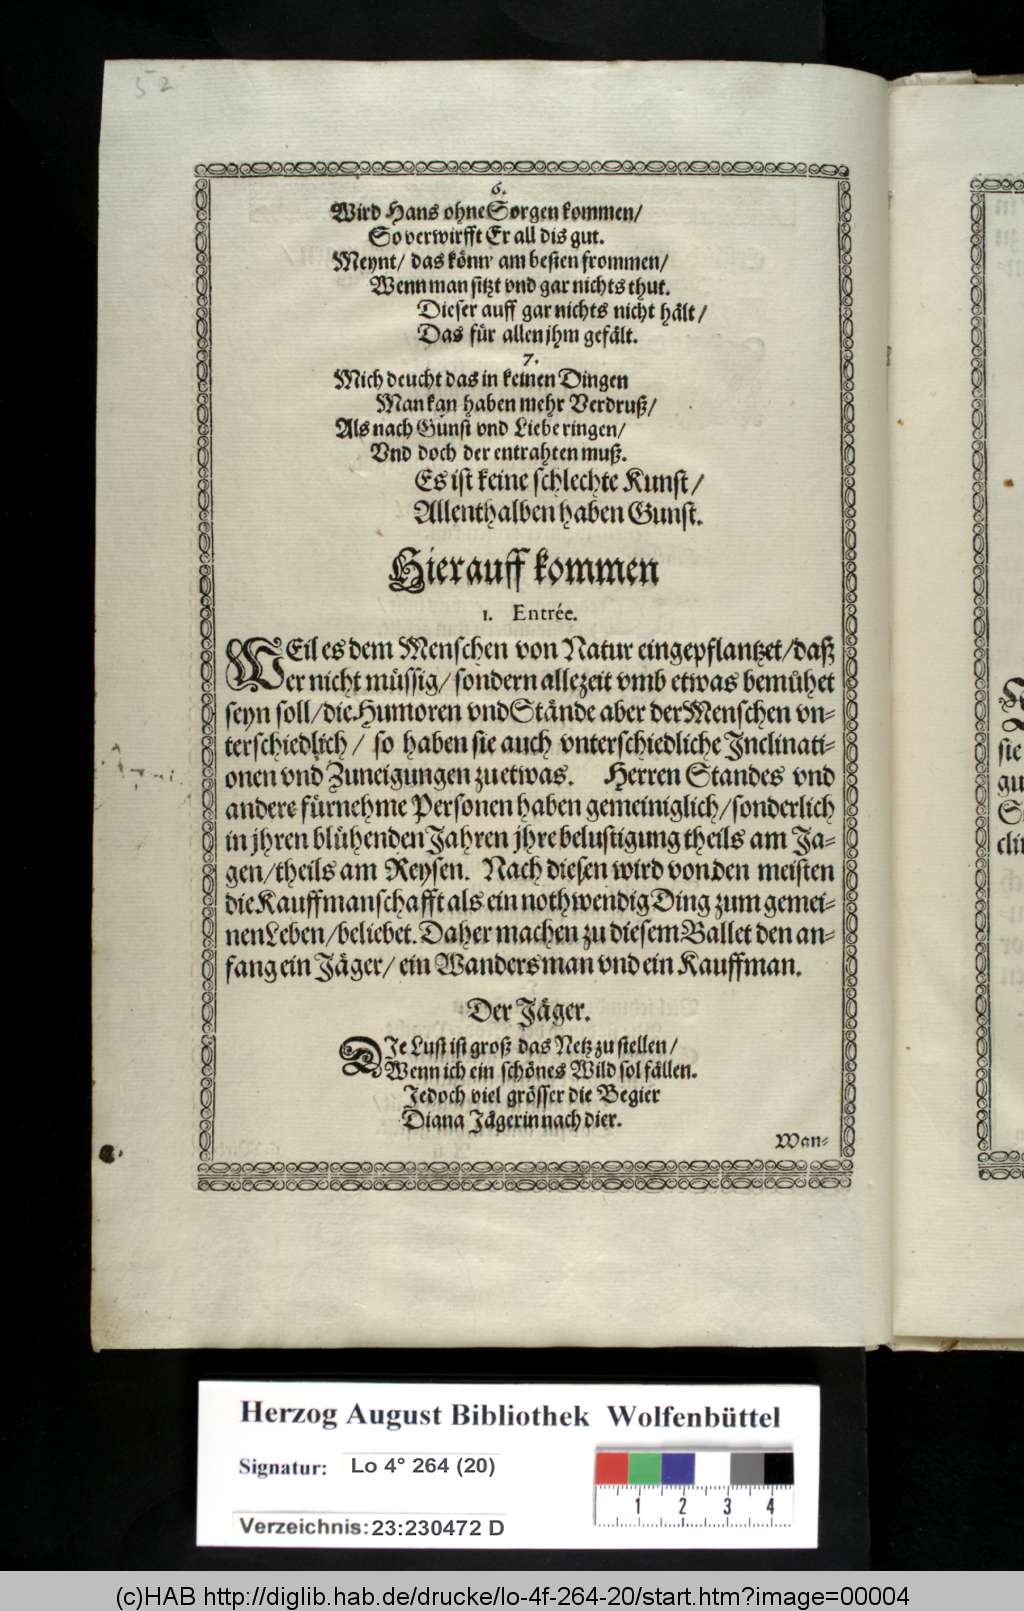 52
6.
Wird Hans ohne Sorgen kommen/
So verwirfft Er all dis gut.
Meynt/ das könn' am besten frommen/
Wenn man sitzt vnd gar nichts thut.
Dieser auff gar nichts nicht hält/
Das für allen jhm gefält.
7.
Mich deucht das in keinen Dingen
Man kan haben mehr Verdruß/
Als nach Gunst vnd Liebe ringen/
Vnd doch der entrahten muß.
Es ist keine schlechte Kunst/
Allenthalben haben Gunst.
Hierauff kommen
1. Entrée.
WEil es dem Menschen von Natur eingepflantzet/daß
er nicht müssig/ sondern allezeit vmb etwas bemühet
seyn soll/die Humoren vnd Stände aber der Menschen vn-
terschiedlich/ so haben sie auch vnterschiedliche Inclinati-
onen vnd Zuneigungen zu etwas. Herren Standes vnd
andere fürnehme Personen haben gemeiniglich/sonderlich
in jhren blühenden Jahren jhre belustigung theils am Ja-
gen/theils am Reysen. Nach diesen wird von den meisten
die Kauffmanschafft als ein nothwendig Ding zum gemei-
nen Leben/beliebet. Daher machen zu diesem Ballet den an-
fang ein Jäger/ ein Wandersman vnd ein Kauffman.
Der Jäger.
DJe Lust ist groß das Netz zu stellen/
Wenn ich ein schönes Wild sol fällen.
Jedoch viel grösser die Begier
Diana Jägerin nach dier.
Wan-
Herzog August Bibliothek Wolfenbüttel
Signatur: Lo 4° 264 (20)
Verzeichnis: 23:230472 D
1 2 3 4
(c)HAB http://diglib.hab.de/drucke/lo-4f-264-20/start.htm?image=00004